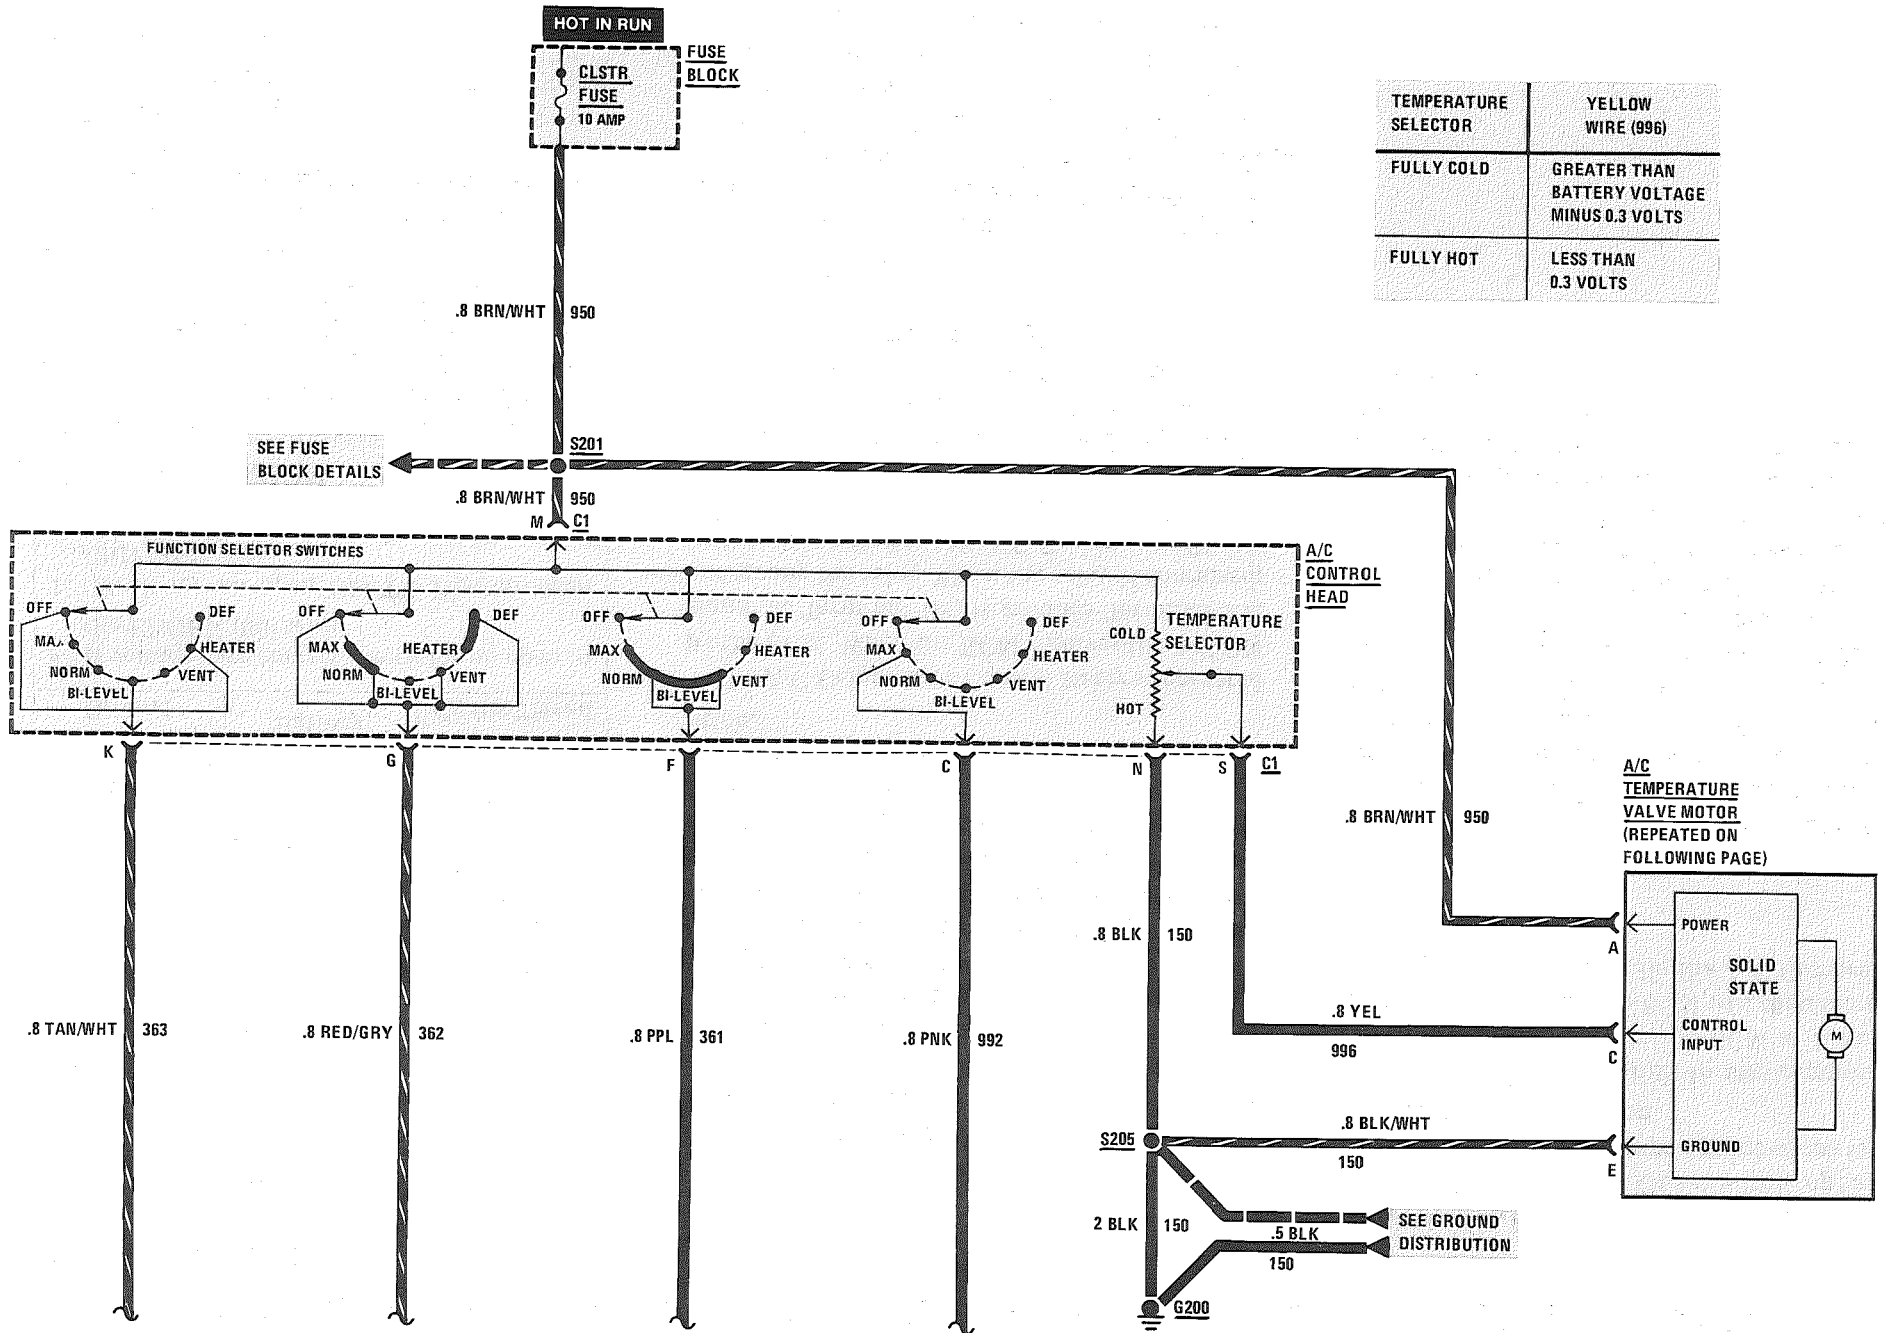 HOT IN RUN
FUSE
BLOCK
CLSTR
FUSE
10 AMP
TEMPERATURE
SELECTOR
YELLOW
WIRE (996)
FULLY COLD
GREATER THAN
BATTERY VOLTAGE
MINUS 0.3 VOLTS
FULLY HOT
LESS THAN
0.3 VOLTS
.8 BRN/WHT 950
S201
SEE FUSE
BLOCK DETAILS
.8 BRN/WHT 950
M C1
FUNCTION SELECTOR SWITCHES
A/C
CONTROL
HEAD
OFF
NORM
BI-LEVEL
VENT
HEATER
DEF
OFF
MAX
NORM
BI-LEVEL
VENT
HEATER
DEF
OFF
MAX
NORM
BI-LEVEL
VENT
HEATER
DEF
OFF
MAX
NORM
BI-LEVEL
VENT
HEATER
DEF
COLD
TEMPERATURE
SELECTOR
HOT
K
G
F
C
N
S
C1
.8 BRN/WHT 950
A/C
TEMPERATURE
VALVE MOTOR
(REPEATED ON
FOLLOWING PAGE)
.8 TAN/WHT 363
.8 RED/GRY 362
.8 PPL 361
.8 PNK 992
.8 BLK 150
A
POWER
SOLID
STATE
.8 YEL
996
C
CONTROL
INPUT
M
S205
.8 BLK/WHT
150
E
GROUND
2 BLK 150
.5 BLK
150
SEE GROUND
DISTRIBUTION
G200